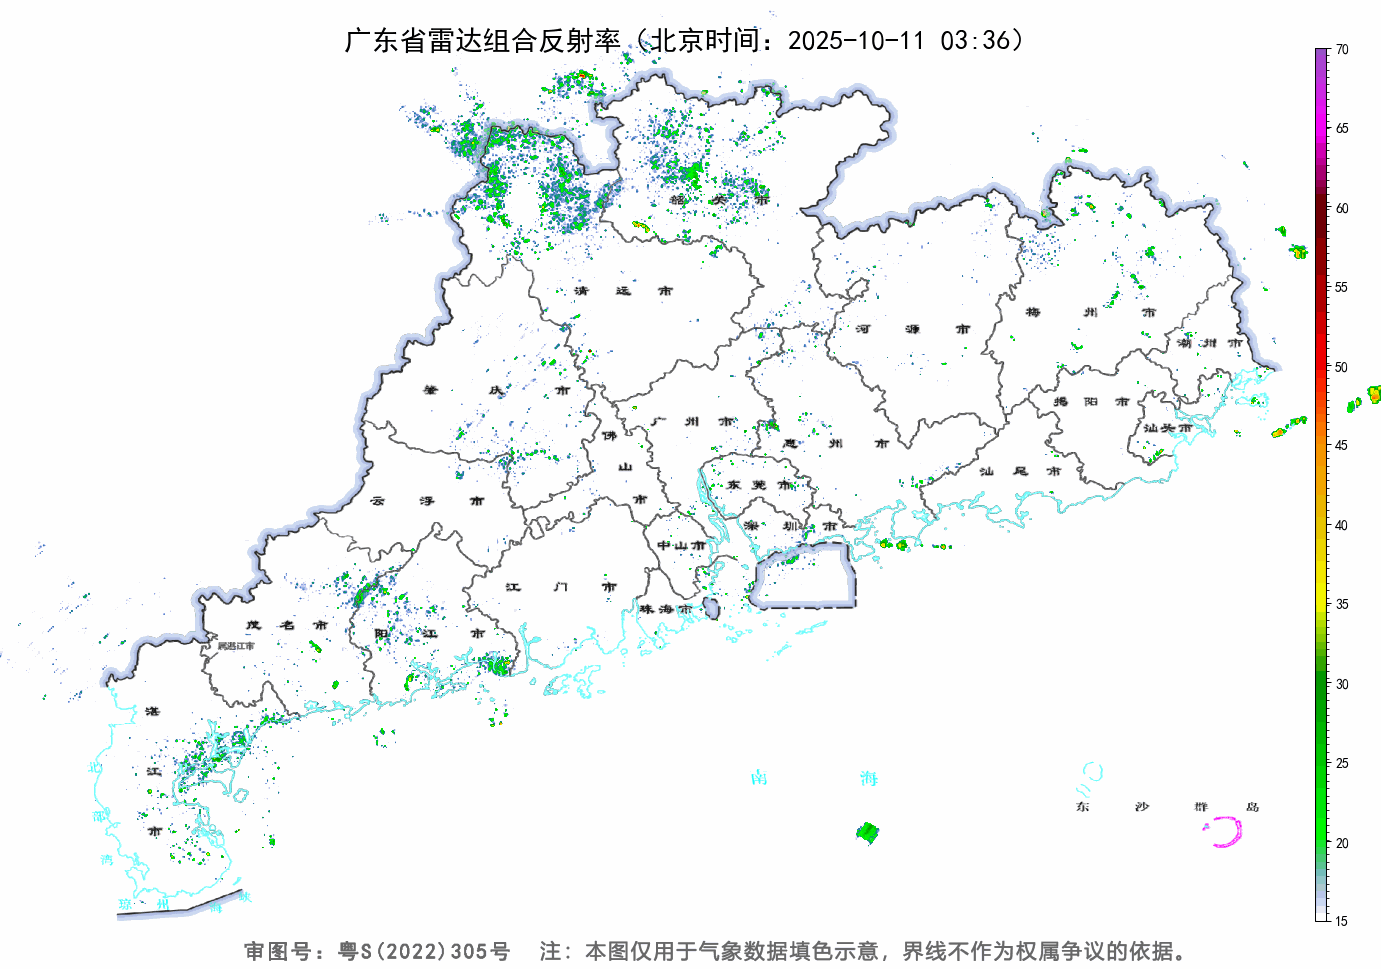 广东省雷达组合反射率（北京时间：2025-10-11 03:36）
70
65
60
55
50
45
40
35
30
25
20
15
韶关市
清远市
河源市
梅州市
潮州市
肇庆市
揭阳市
广州市
汕头市
佛山市
惠州市
汕尾市
东莞市
云浮市
深圳市
中山市
江门市
珠海市
茂名市
阳江市
属湛江市
湛江市
南海
东沙群岛
北部湾
琼州海峡
审图号：粤S(2022)305号 注：本图仅用于气象数据填色示意，界线不作为权属争议的依据。